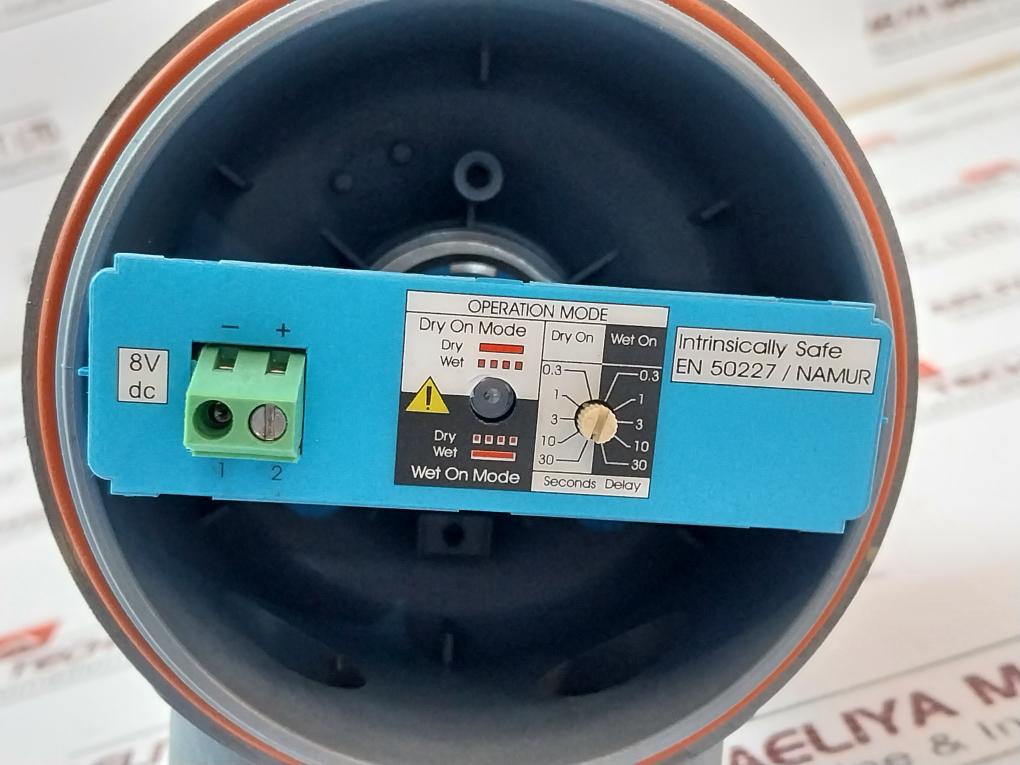 8V
dc
− +
1 2
OPERATION MODE
Dry On Mode
Dry
Wet
Dry
Wet
Wet On Mode
Dry On
Wet On
0.3 0.3
1 1
3 3
10 10
30 30
Seconds Delay
Intrinsically Safe
EN 50227 / NAMUR
AELIYA M